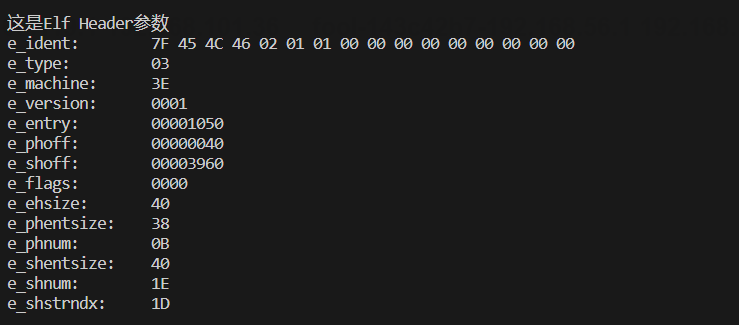 这是Elf Header参数
e_ident: 7F 45 4C 46 02 01 01 00 00 00 00 00 00 00 00 00
e_type: 03
e_machine: 3E
e_version: 0001
e_entry: 00001050
e_phoff: 00000040
e_shoff: 00003960
e_flags: 0000
e_ehsize: 40
e_phentsize: 38
e_phnum: 0B
e_shentsize: 40
e_shnum: 1E
e_shstrndx: 1D